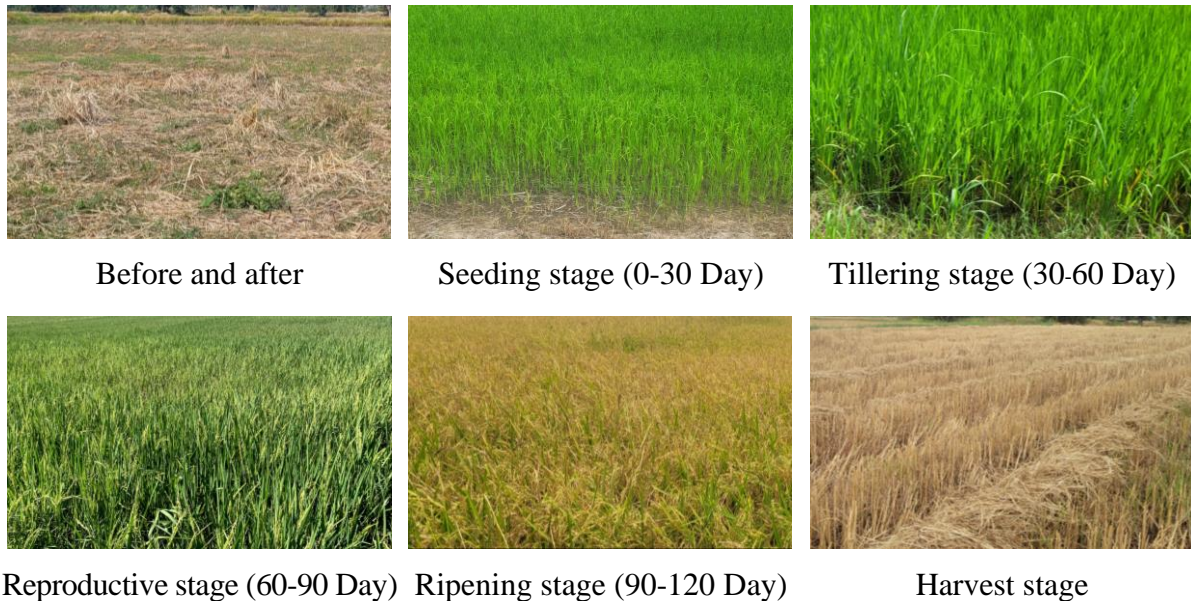 Before and after
Seeding stage (0-30 Day)
Tillering stage (30-60 Day)
Reproductive stage (60-90 Day)
Ripening stage (90-120 Day)
Harvest stage